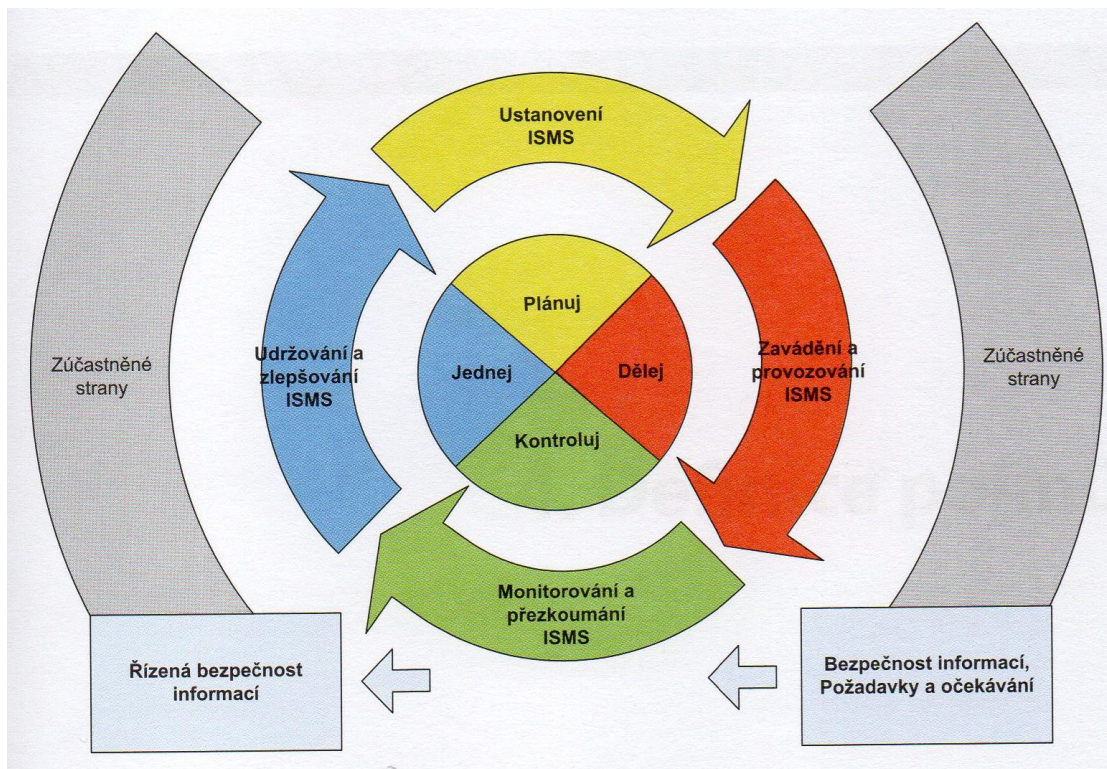 Ustanovení
ISMS
Plánuj
Zúčastněné
strany
Udržování a
zlepšování
ISMS
Jednej
Dělej
Zavádění a
provozování
ISMS
Zúčastněné
strany
Kontroluj
Monitorování a
přezkoumání
ISMS
Řízená bezpečnost
informací
Bezpečnost informací,
Požadavky a očekávání